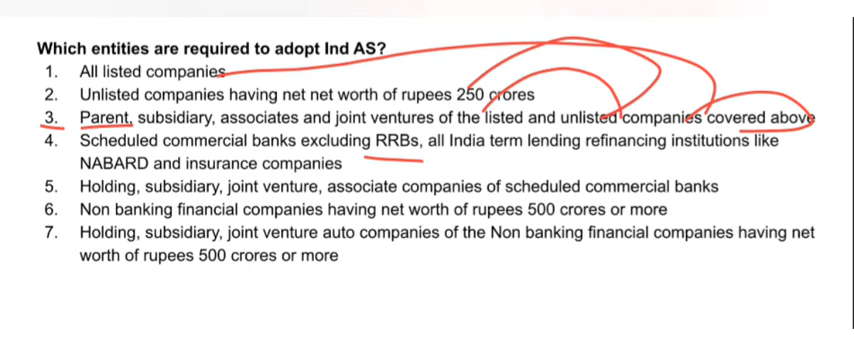 Which entities are required to adopt Ind AS?
1. All listed companies
2. Unlisted companies having net net worth of rupees 250 crores
3. Parent, subsidiary, associates and joint ventures of the listed and unlisted companies covered above
4. Scheduled commercial banks excluding RRBs, all India term lending refinancing institutions like
NABARD and insurance companies
5. Holding, subsidiary, joint venture, associate companies of scheduled commercial banks
6. Non banking financial companies having net worth of rupees 500 crores or more
7. Holding, subsidiary, joint venture auto companies of the Non banking financial companies having net
worth of rupees 500 crores or more